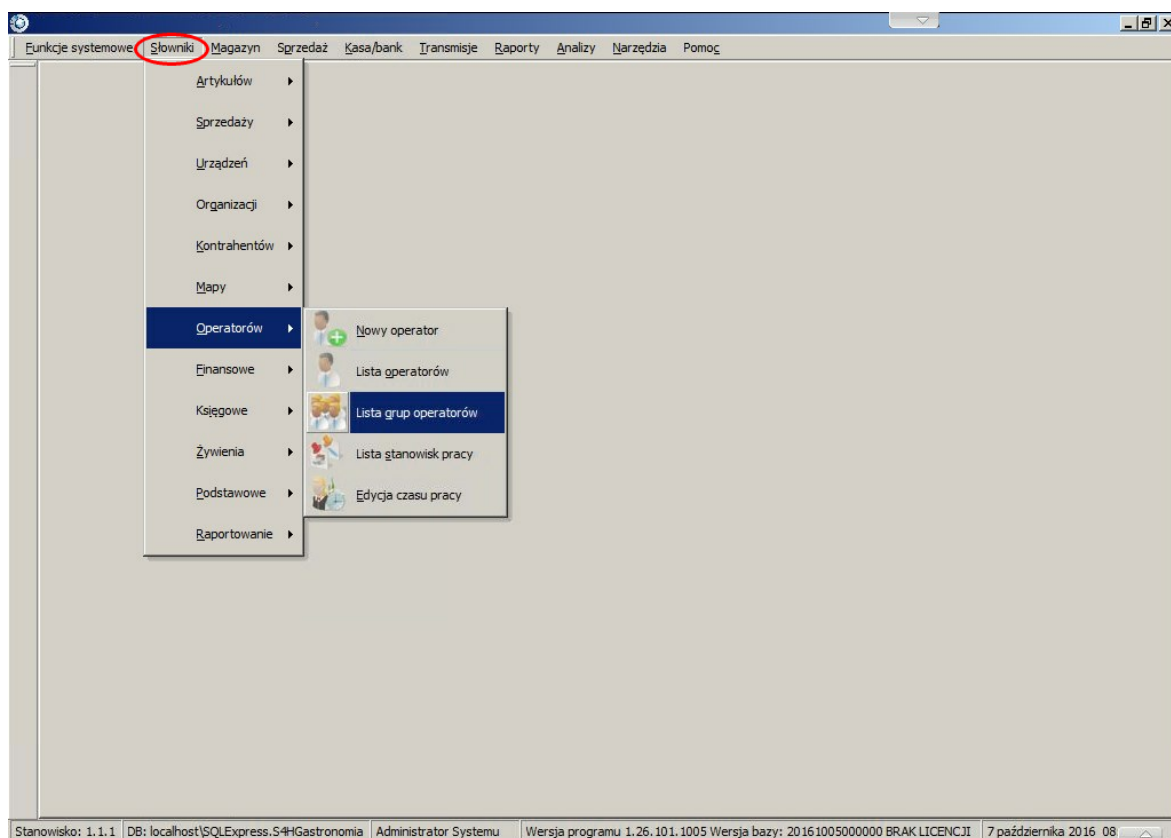 Funkcje systemowe Słowniki Magazyn Sprzedaż Kasa/bank Transmisje Raporty Analizy Narzędzia Pomoc
Artykułów
Sprzedaży
Urządzeń
Organizacji
Kontrahentów
Mapy
Operatorów
Nowy operator
Finansowe
Lista operatorów
Księgowe
Lista grup operatorów
Żywienia
Lista stanowisk pracy
Podstawowe
Edycja czasu pracy
Raportowanie
Stanowisko: 1.1.1 DB: localhost\SQLExpress.S4HGastronomia Administrator Systemu Wersja programu 1.26.101.1005 Wersja bazy: 20161005000000 BRAK LICENCJI 7 października 2016 08